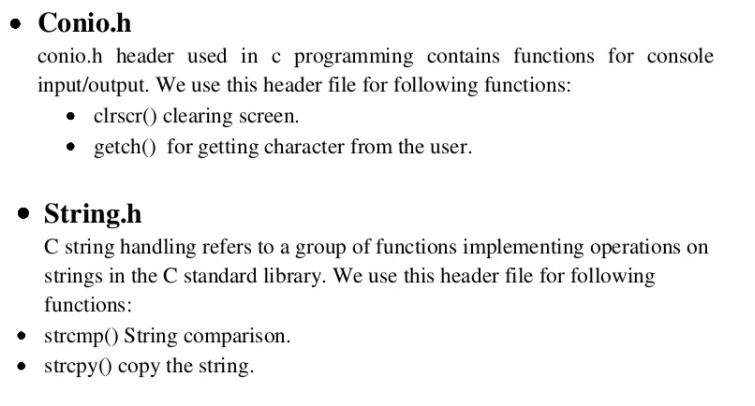 • Conio.h
conio.h header used in c programming contains functions for console
input/output. We use this header file for following functions:
• clrscr() clearing screen.
• getch()  for getting character from the user.
• String.h
C string handling refers to a group of functions implementing operations on
strings in the C standard library. We use this header file for following
functions:
• strcmp() String comparison.
• strcpy() copy the string.